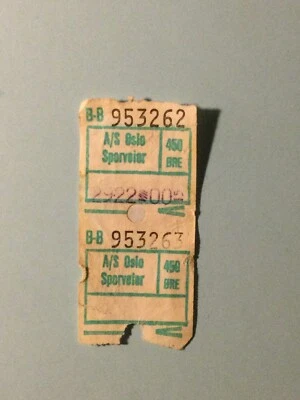 B-B 953262
A/S Oslo 450
Sporveier ØRE
B-B 953263
A/S Oslo 450
Sporveier ØRE